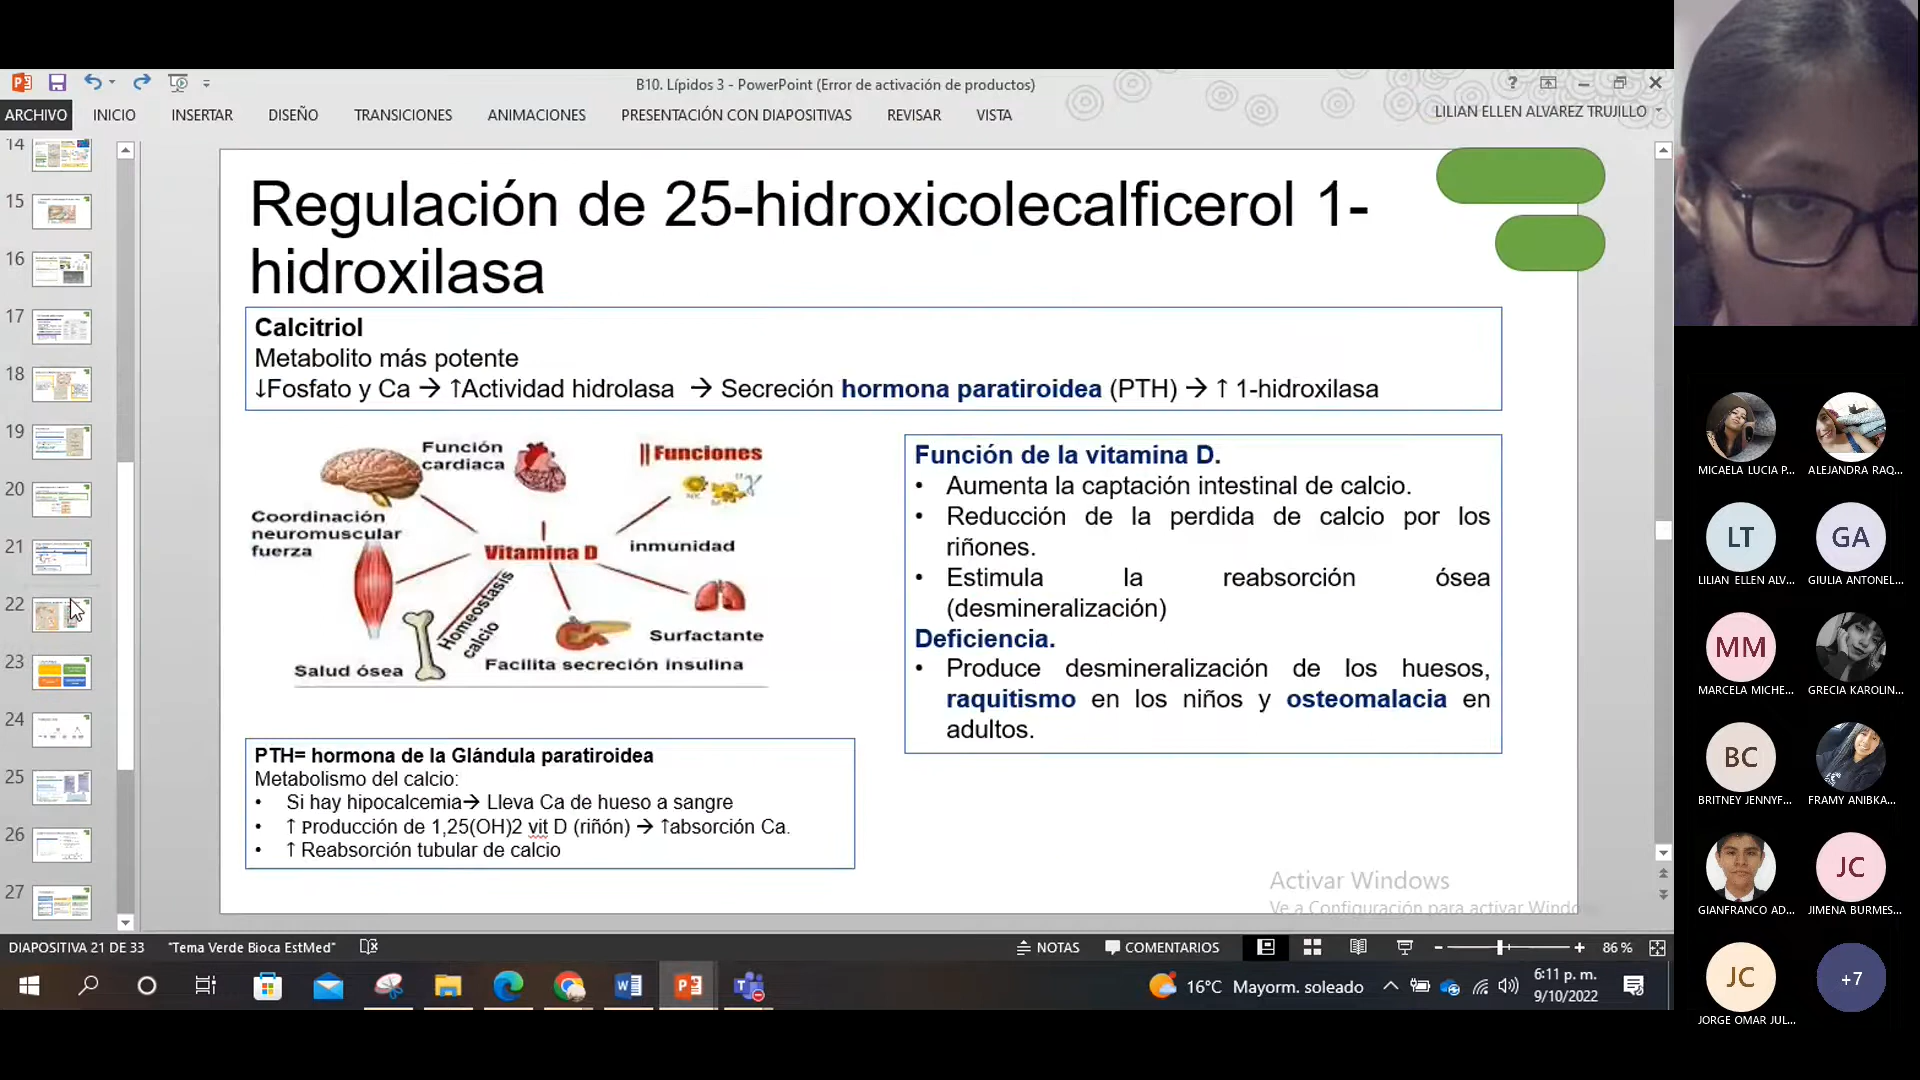 B10. Lípidos 3 - PowerPoint (Error de activación de productos)
?
ARCHIVO INICIO INSERTAR DISEÑO TRANSICIONES ANIMACIONES PRESENTACIÓN CON DIAPOSITIVAS REVISAR VISTA
LILIAN ELLEN ALVAREZ TRUJILLO
14
15
16
17
18
19
20
21
22
23
24
25
26
27
Regulación de 25-hidroxicolecalficerol 1-
hidroxilasa
Calcitriol
Metabolito más potente
↓Fosfato y Ca → ↑Actividad hidrolasa → Secreción hormona paratiroidea (PTH) → ↑ 1-hidroxilasa
Función
cardiaca
Funciones
Coordinación
neuromuscular
fuerza
Vitamina D
inmunidad
Homeostasis
calcio
Surfactante
Facilita secreción insulina
Salud ósea
Función de la vitamina D.
• Aumenta la captación intestinal de calcio.
• Reducción de la perdida de calcio por los
riñones.
• Estimula la reabsorción ósea
(desmineralización)
Deficiencia.
• Produce desmineralización de los huesos,
raquitismo en los niños y osteomalacia en
adultos.
PTH= hormona de la Glándula paratiroidea
Metabolismo del calcio:
• Si hay hipocalcemia→ Lleva Ca de hueso a sangre
• ↑ Producción de 1,25(OH)2 vit D (riñón) → ↑absorción Ca.
• ↑ Reabsorción tubular de calcio
Activar Windows
Ve a Configuración para activar Windo
DIAPOSITIVA 21 DE 33 "Tema Verde Bioca EstMed" NOTAS COMENTARIOS 86 %
16°C Mayorm. soleado
6:11 p. m.
9/10/2022
MICAELA LUCIA P... ALEJANDRA RAQ...
LT GA
LILIAN ELLEN ALV... GIULIA ANTONEL...
MM
MARCELA MICHE... GRECIA KAROLIN...
BC
BRITNEY JENNYF... FRAMY ANIBKA...
JC
GIANFRANCO AD... JIMENA BURMES...
JC +7
JORGE OMAR JUL...